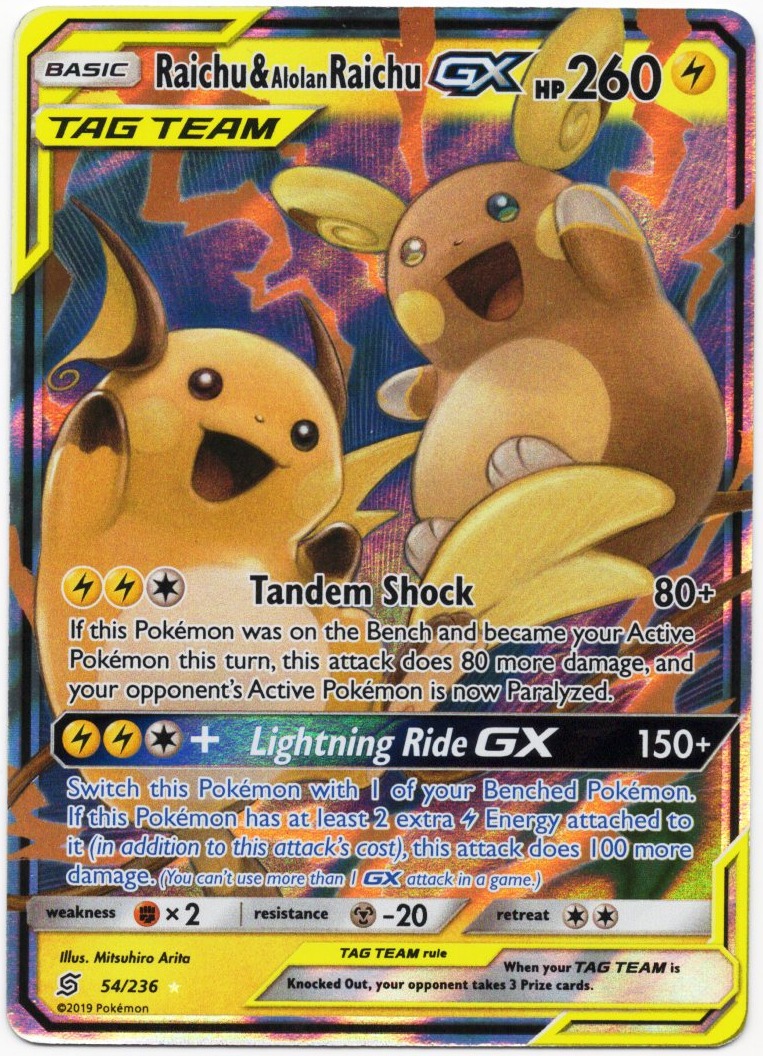 BASIC Raichu&AlolanRaichu GX HP260
TAG TEAM
Tandem Shock 80+
If this Pokémon was on the Bench and became your Active
Pokémon this turn, this attack does 80 more damage, and
your opponent's Active Pokémon is now Paralyzed.
+ Lightning Ride GX 150+
Switch this Pokémon with 1 of your Benched Pokémon.
If this Pokémon has at least 2 extra Energy attached to
it (in addition to this attack's cost), this attack does 100 more
damage. (You can't use more than 1 GX attack in a game.)
weakness ×2 resistance -20 retreat
Illus. Mitsuhiro Arita
54/236
©2019 Pokémon
TAG TEAM rule
When your TAG TEAM is
Knocked Out, your opponent takes 3 Prize cards.